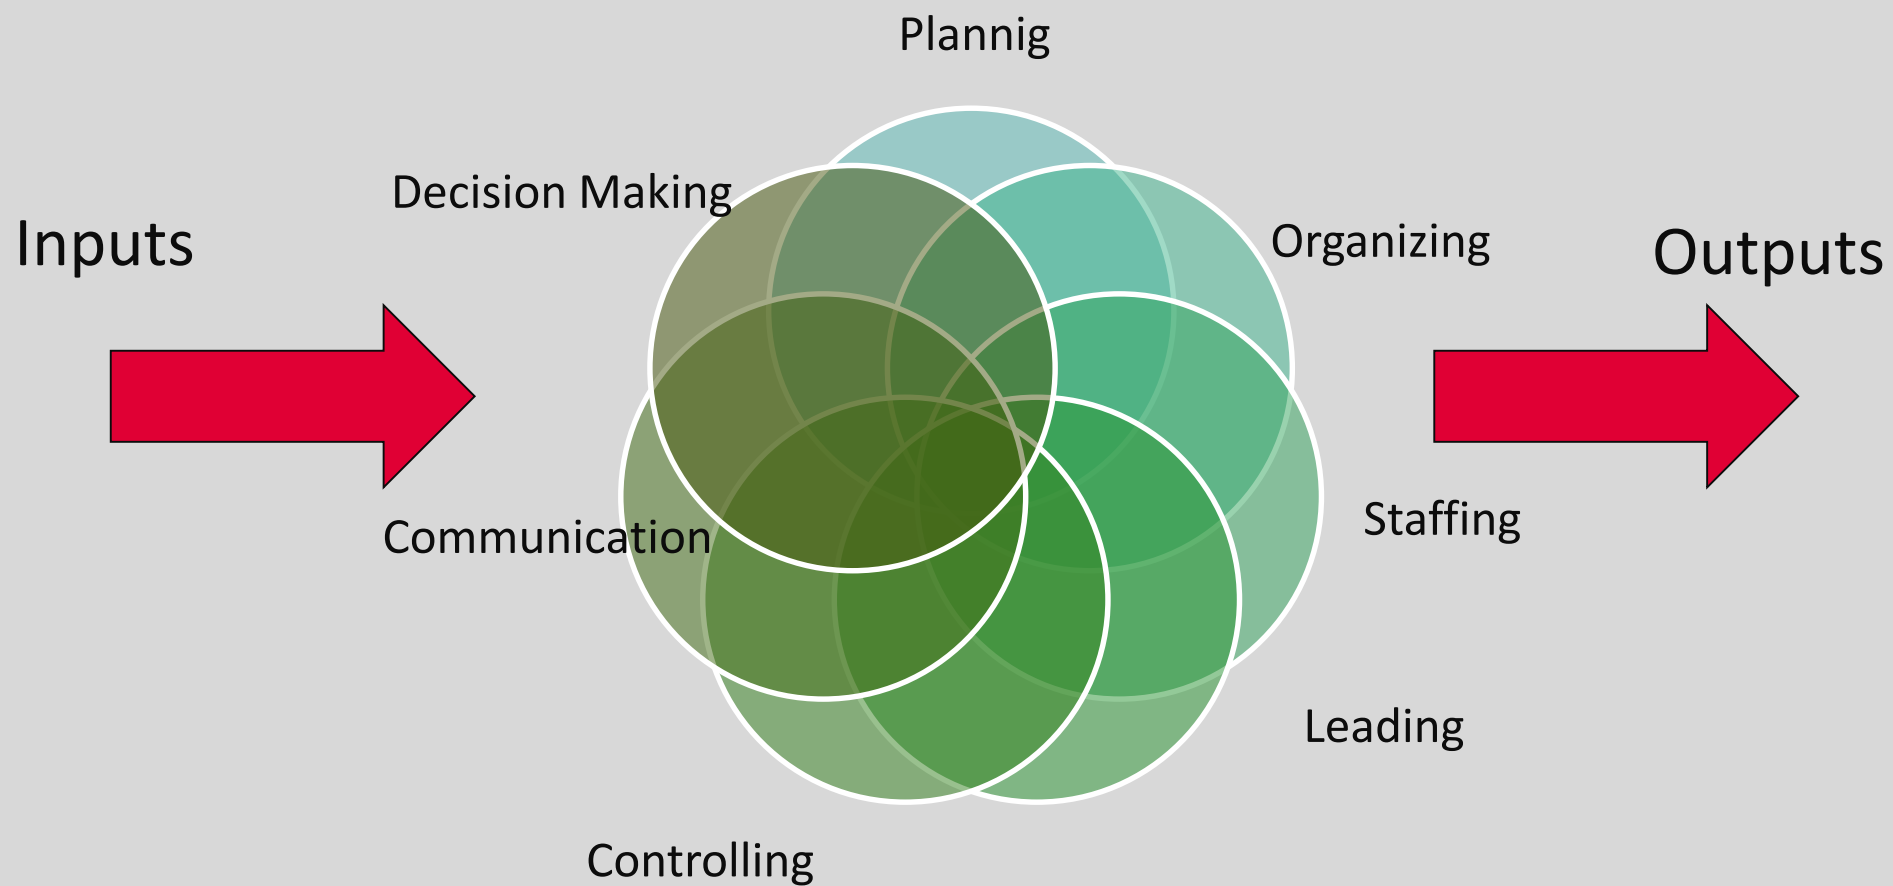 Plannig
Decision Making
Inputs
Organizing
Outputs
Communication
Staffing
Leading
Controlling